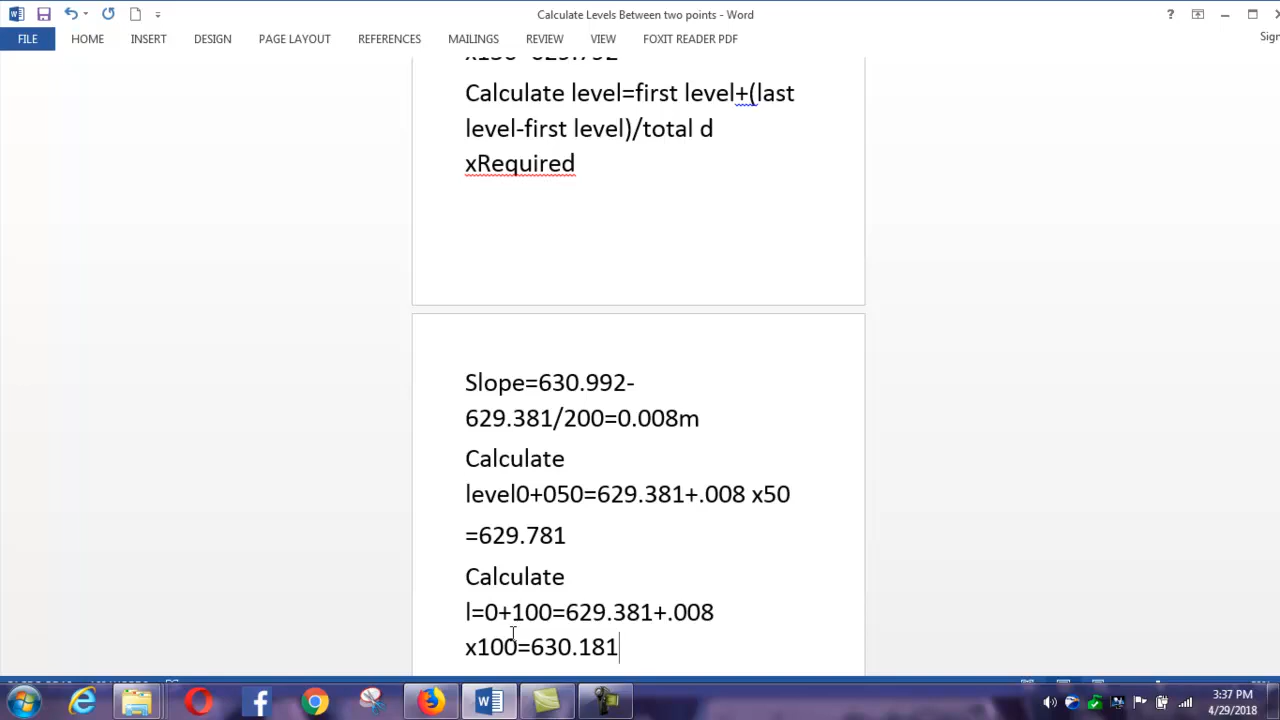 Calculate Levels Between two points - Word
?
FILE HOME INSERT DESIGN PAGE LAYOUT REFERENCES MAILINGS REVIEW VIEW FOXIT READER PDF Sign
Calculate level=first level+(last
level-first level)/total d
xRequired
Slope=630.992-
629.381/200=0.008m
Calculate
level0+050=629.381+.008 x50
=629.781
Calculate
l=0+100=629.381+.008
x100=630.181
3:37 PM
4/29/2018